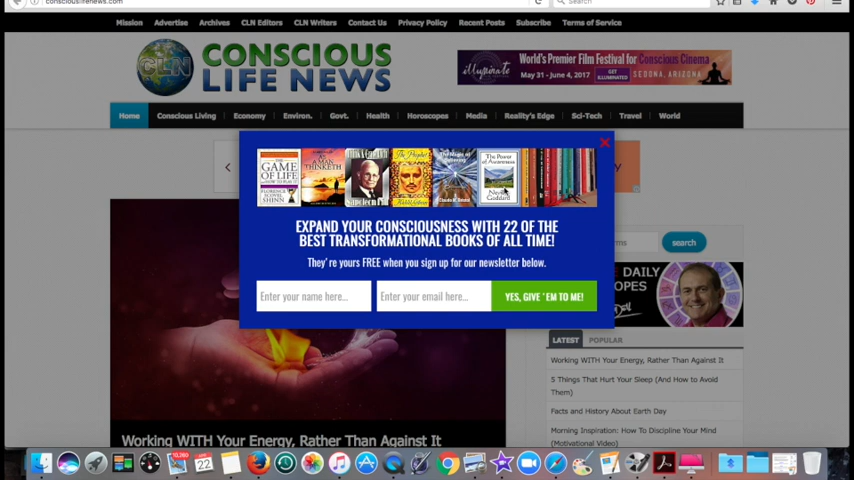 consciouslifenews.com
Search
Mission Advertise Archives CLN Editors CLN Writers Contact Us Privacy Policy Recent Posts Subscribe Terms of Service
CLN CONSCIOUS
LIFE NEWS
illuminate
World's Premier Film Festival for Conscious Cinema
May 31 - June 4, 2017 GET ILLUMINATED SEDONA, ARIZONA
Home Conscious Living Economy Environ. Govt. Health Horoscopes Media Reality's Edge Sci-Tech Travel World
THE GAME OF LIFE
FLORENCE SCOVEL SHINN
A MAN THINKETH
The Prophet
The Power of Awareness
Neville Goddard
EXPAND YOUR CONSCIOUSNESS WITH 22 OF THE
BEST TRANSFORMATIONAL BOOKS OF ALL TIME!
They're yours FREE when you sign up for our newsletter below.
Enter your name here... Enter your email here... YES, GIVE 'EM TO ME!
search
DAILY
LATEST POPULAR
Working WITH Your Energy, Rather Than Against It
5 Things That Hurt Your Sleep (And How to Avoid
Them)
Facts and History About Earth Day
Morning Inspiration: How To Discipline Your Mind
(Motivational Video)
Working WITH Your Energy, Rather Than Against It
22